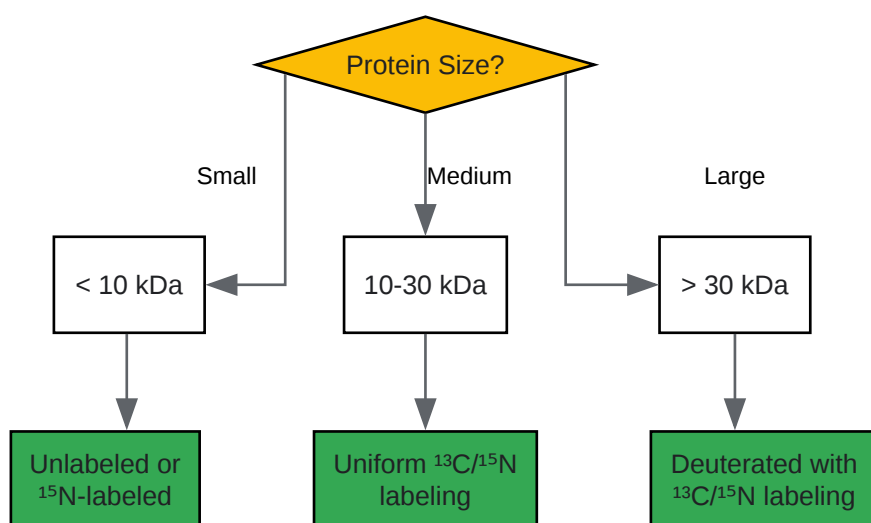 Protein Size?
Small
Medium
Large
< 10 kDa
10-30 kDa
> 30 kDa
Unlabeled or
¹⁵N-labeled
Uniform ¹³C/¹⁵N
labeling
Deuterated with
¹³C/¹⁵N labeling